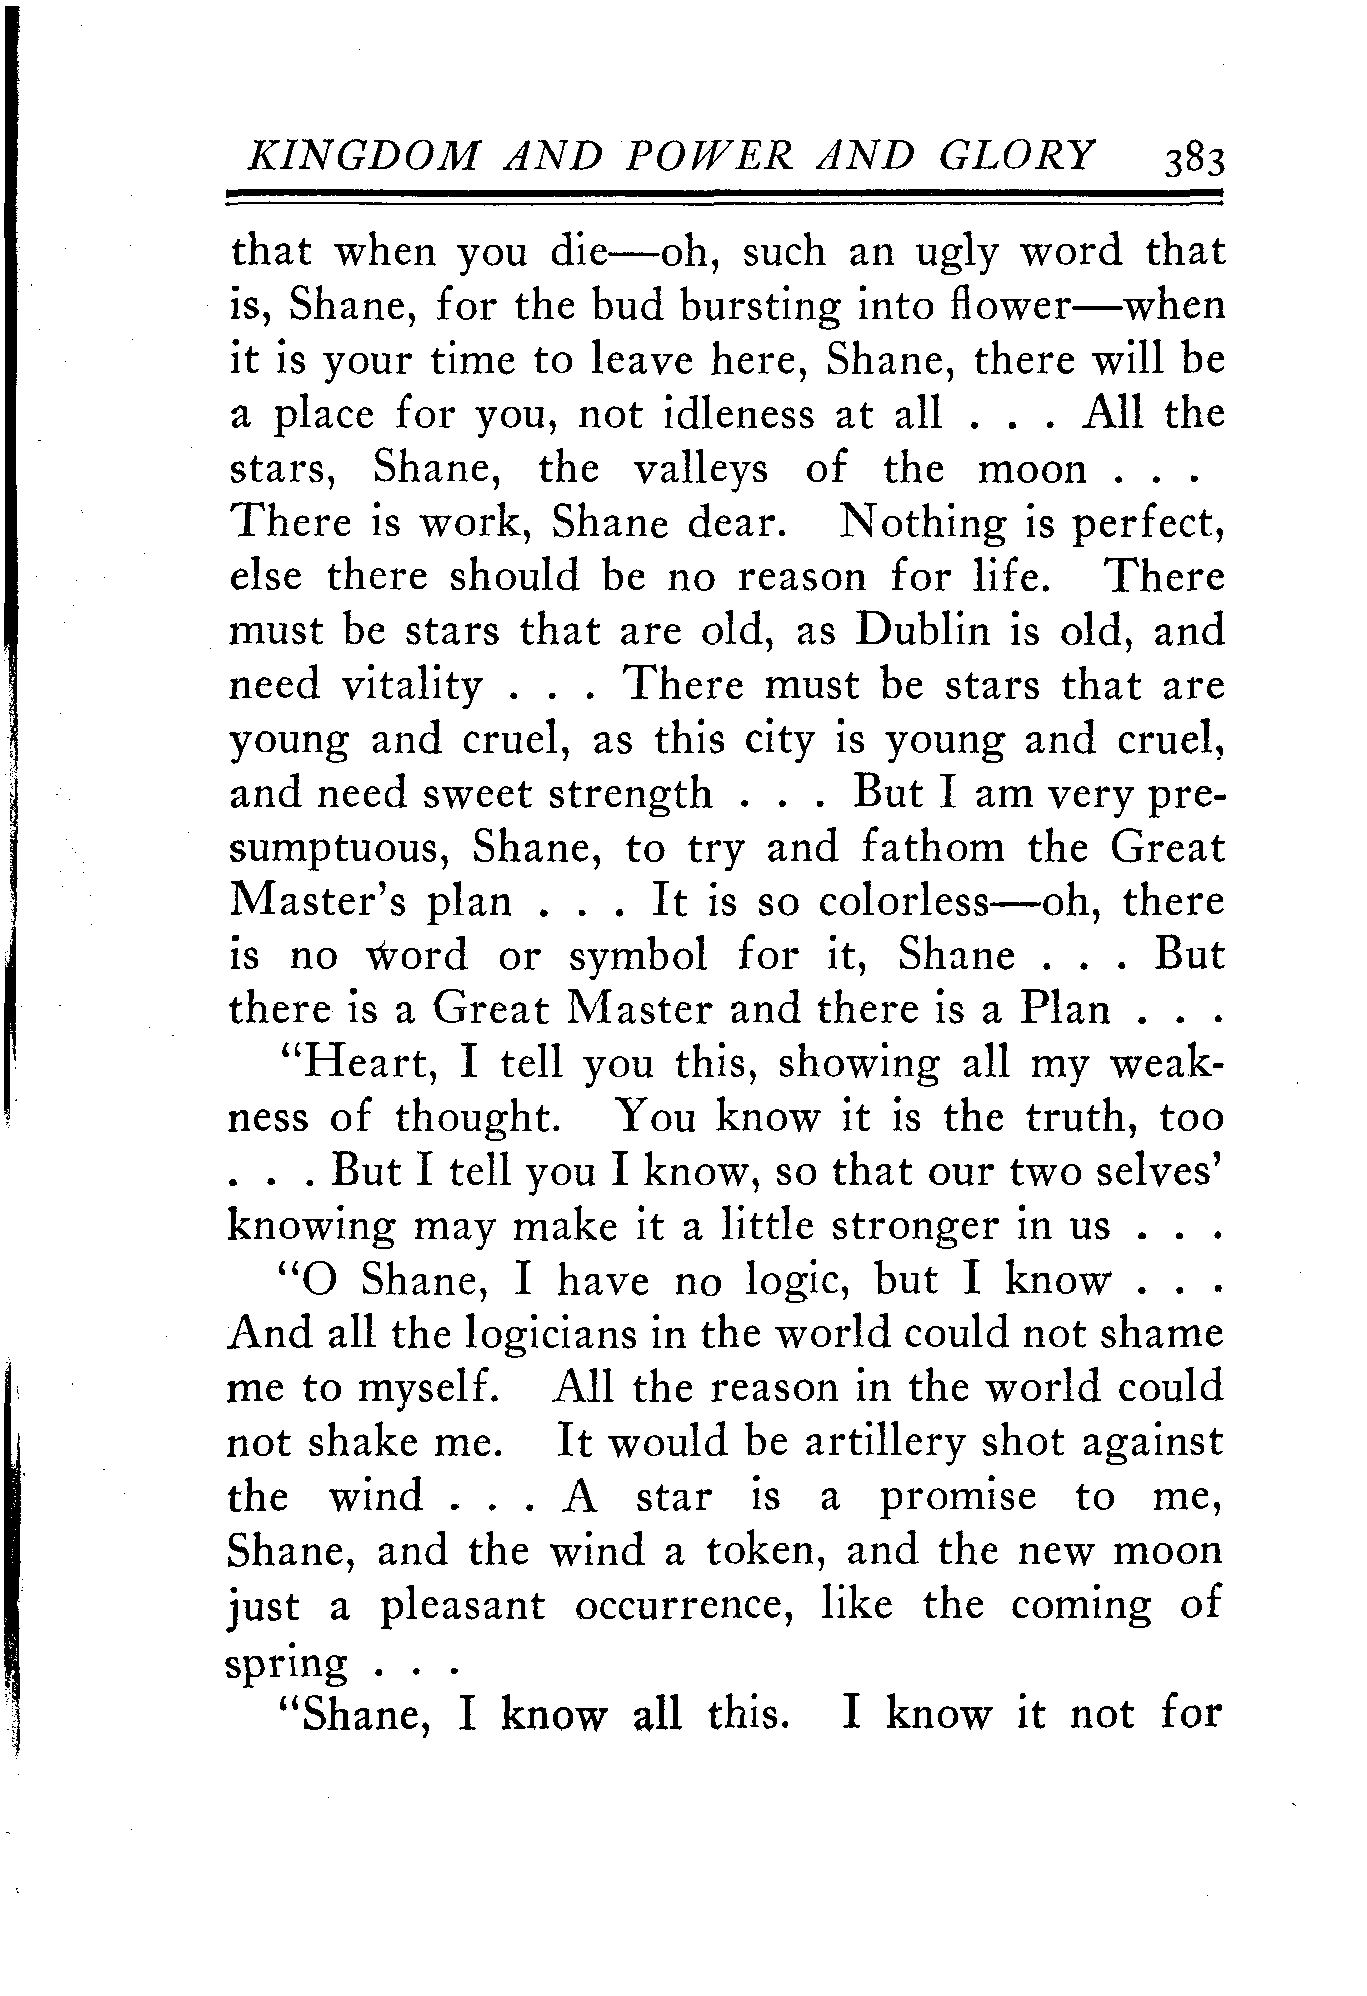 KINGDOM AND POWER AND GLORY 383
that when you die—oh, such an ugly word that
is, Shane, for the bud bursting into flower—when
it is your time to leave here, Shane, there will be
a place for you, not idleness at all . . . All the
stars, Shane, the valleys of the moon . . .
There is work, Shane dear. Nothing is perfect,
else there should be no reason for life. There
must be stars that are old, as Dublin is old, and
need vitality . . . There must be stars that are
young and cruel, as this city is young and cruel,
and need sweet strength . . . But I am very pre-
sumptuous, Shane, to try and fathom the Great
Master's plan . . . It is so colorless—oh, there
is no word or symbol for it, Shane . . . But
there is a Great Master and there is a Plan . . .
"Heart, I tell you this, showing all my weak-
ness of thought. You know it is the truth, too
. . . But I tell you I know, so that our two selves'
knowing may make it a little stronger in us . . .
"O Shane, I have no logic, but I know . . .
And all the logicians in the world could not shame
me to myself. All the reason in the world could
not shake me. It would be artillery shot against
the wind . . . A star is a promise to me,
Shane, and the wind a token, and the new moon
just a pleasant occurrence, like the coming of
spring . . .
"Shane, I know all this. I know it not for